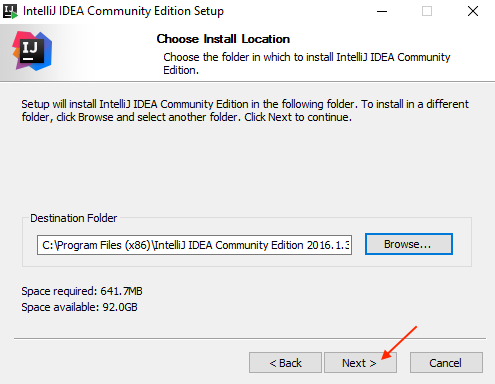 IntelliJ IDEA Community Edition Setup
IJ
Choose Install Location
Choose the folder in which to install IntelliJ IDEA Community
Edition.
Setup will install IntelliJ IDEA Community Edition in the following folder. To install in a different
folder, click Browse and select another folder. Click Next to continue.
Destination Folder
C:\Program Files (x86)\IntelliJ IDEA Community Edition 2016.1.3
Browse...
Space required: 641.7MB
Space available: 92.0GB
< Back
Next >
Cancel